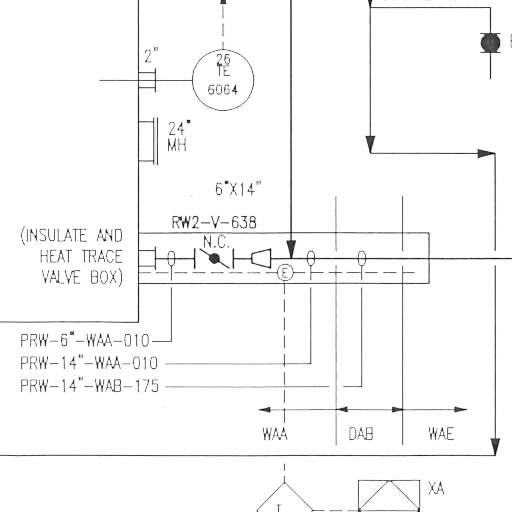 2"
26
TE
6064
24"
MH
6"X14"
RW2-V-638
N.C.
(INSULATE AND
HEAT TRACE
VALVE BOX)
E
PRW-6"-WAA-010
PRW-14"-WAA-010
PRW-14"-WAB-175
WAA
DAB
WAE
XA